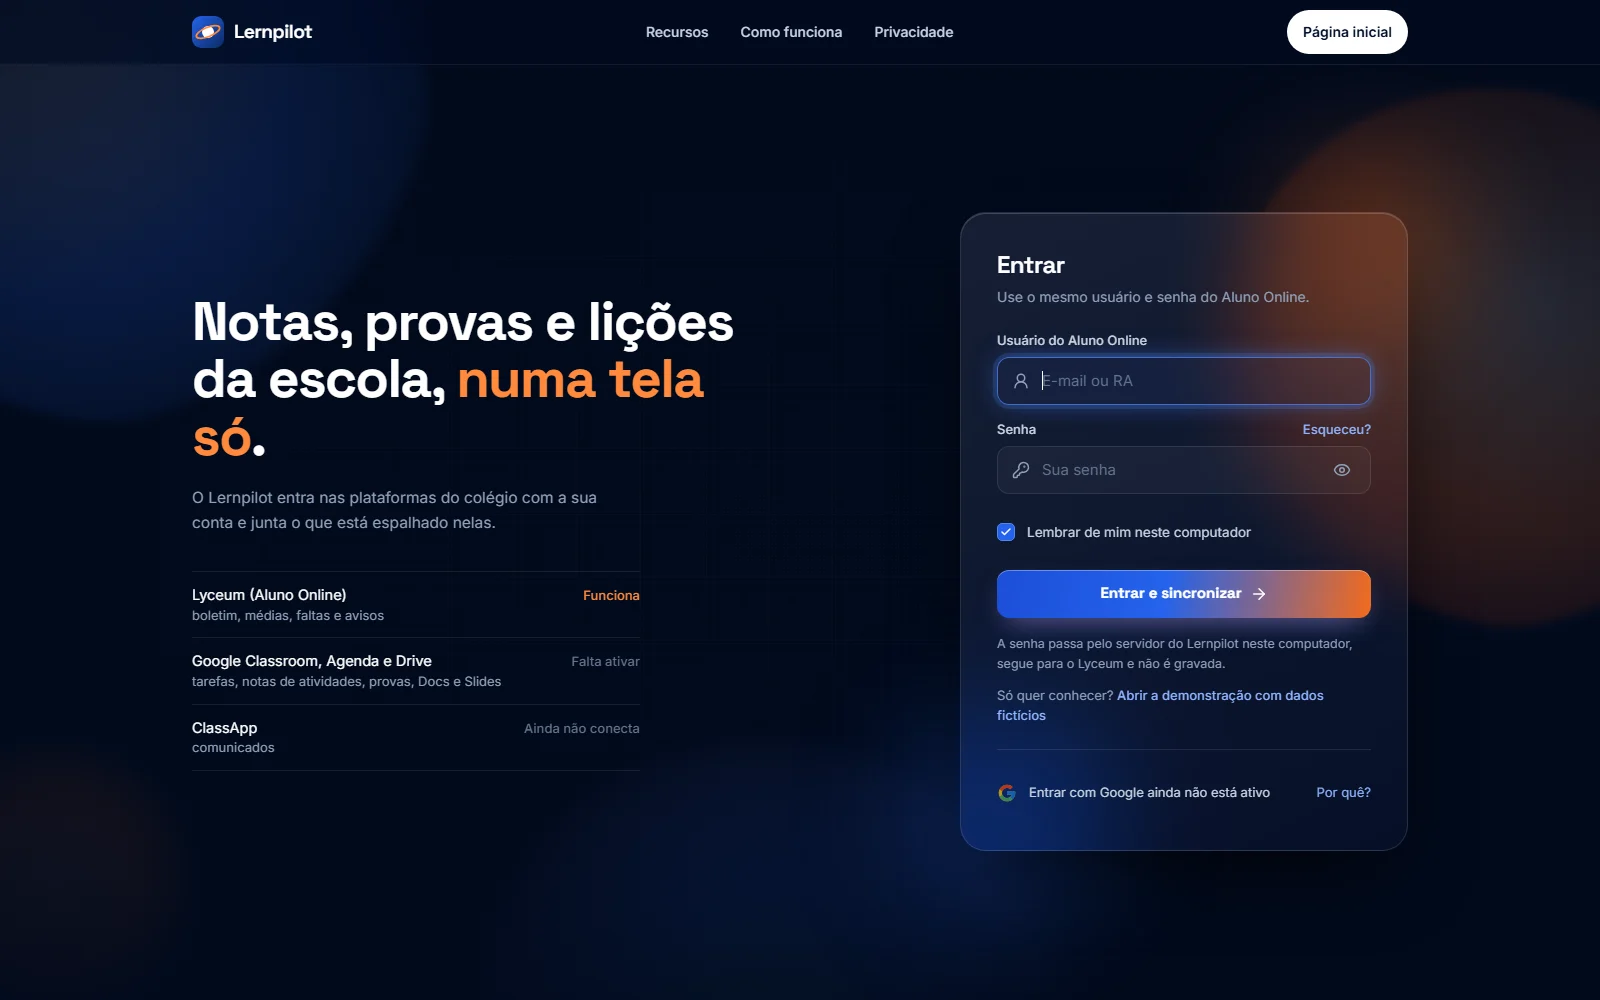 Lernpilot
Recursos
Como funciona
Privacidade
Página inicial
Notas, provas e lições
da escola, numa tela
só.
O Lernpilot entra nas plataformas do colégio com a sua
conta e junta o que está espalhado nelas.
Lyceum (Aluno Online)
Funciona
boletim, médias, faltas e avisos
Google Classroom, Agenda e Drive
Falta ativar
tarefas, notas de atividades, provas, Docs e Slides
ClassApp
Ainda não conecta
comunicados
Entrar
Use o mesmo usuário e senha do Aluno Online.
Usuário do Aluno Online
E-mail ou RA
Senha
Esqueceu?
Sua senha
Lembrar de mim neste computador
Entrar e sincronizar
A senha passa pelo servidor do Lernpilot neste computador,
segue para o Lyceum e não é gravada.
Só quer conhecer? Abrir a demonstração com dados
fictícios
Entrar com Google ainda não está ativo
Por quê?